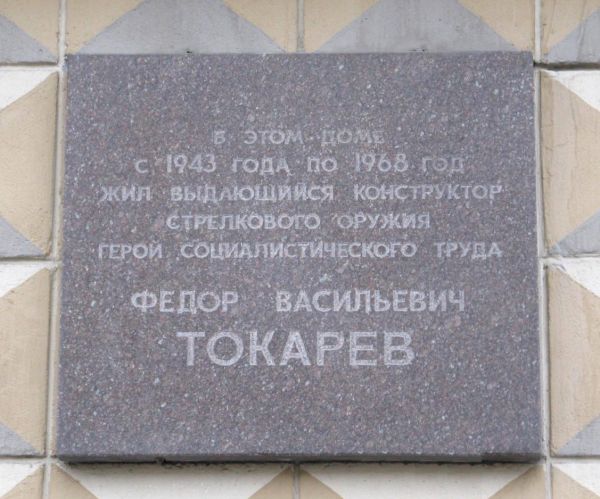 В ЭТОМ ДОМЕ
С 1943 ГОДА ПО 1968 ГОД
ЖИЛ ВЫДАЮЩИЙСЯ КОНСТРУКТОР
СТРЕЛКОВОГО ОРУЖИЯ
ГЕРОЙ СОЦИАЛИСТИЧЕСКОГО ТРУДА
ФЕДОР ВАСИЛЬЕВИЧ
ТОКАРЕВ